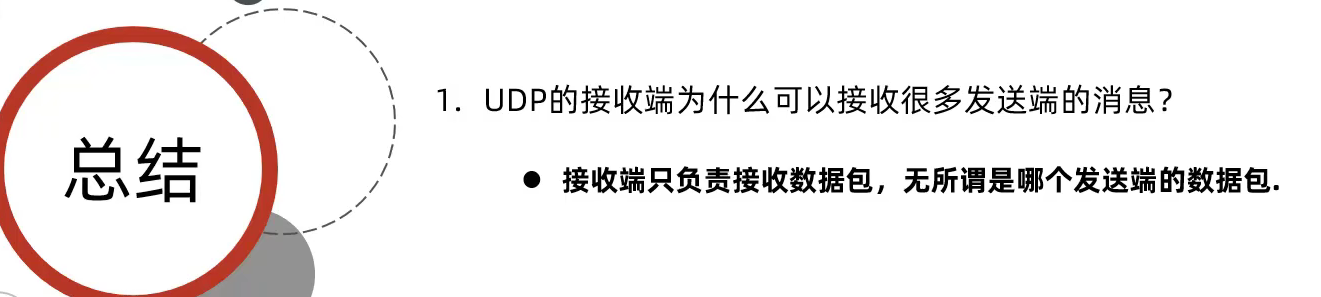 总结
1. UDP的接收端为什么可以接收很多发送端的消息？
● 接收端只负责接收数据包，无所谓是哪个发送端的数据包.